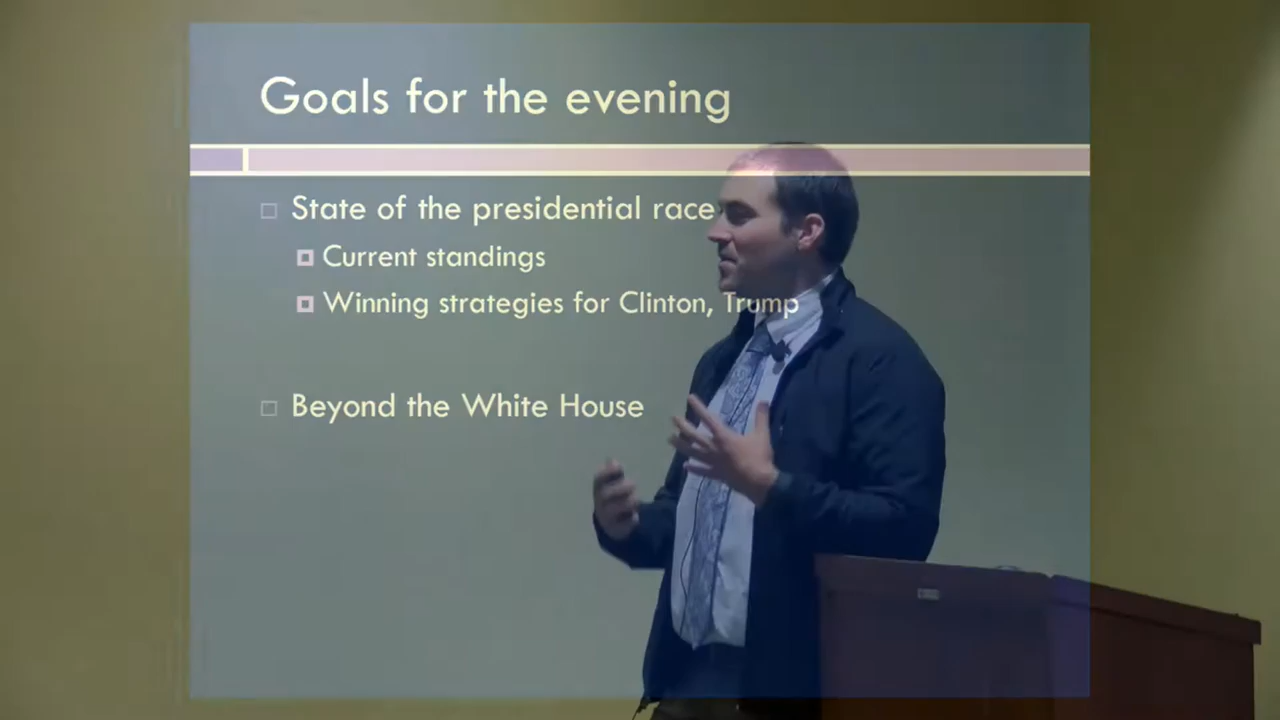 Goals for the evening
State of the presidential race
Current standings
Winning strategies for Clinton, Trump
Beyond the White House